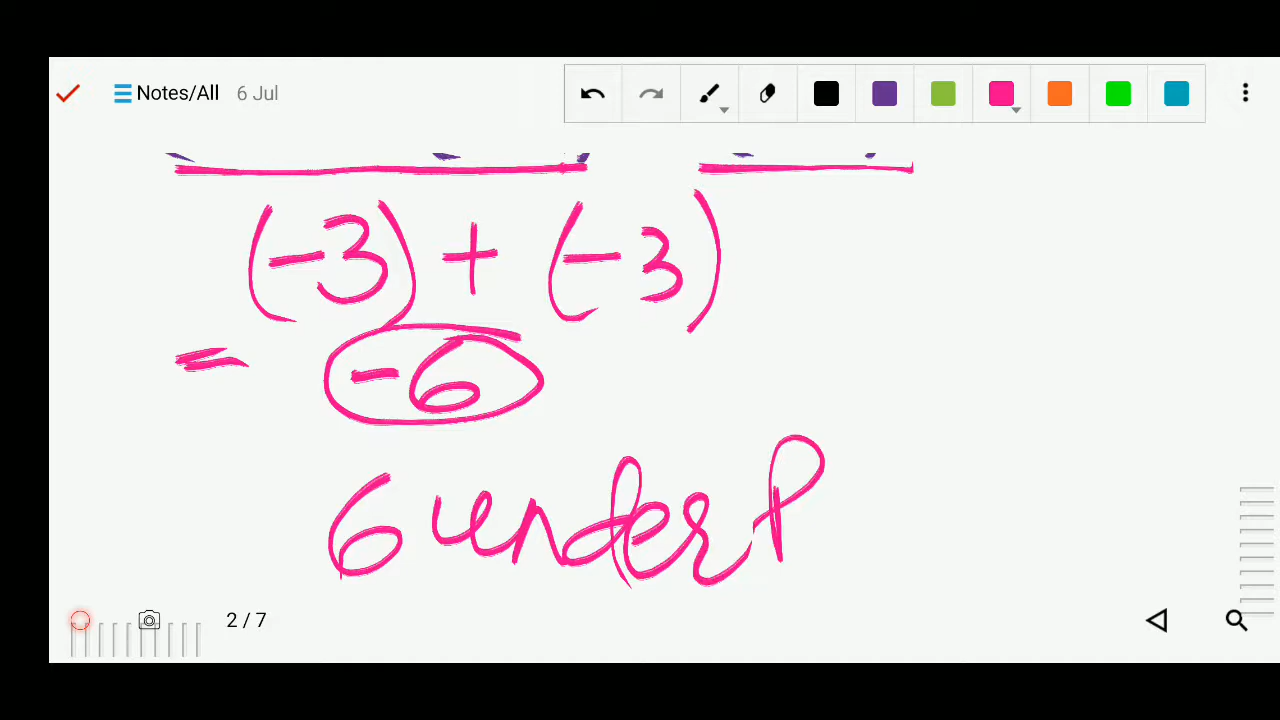 Notes/All 6 Jul
(-3) + (-3)
= -6
6 under P
2 / 7